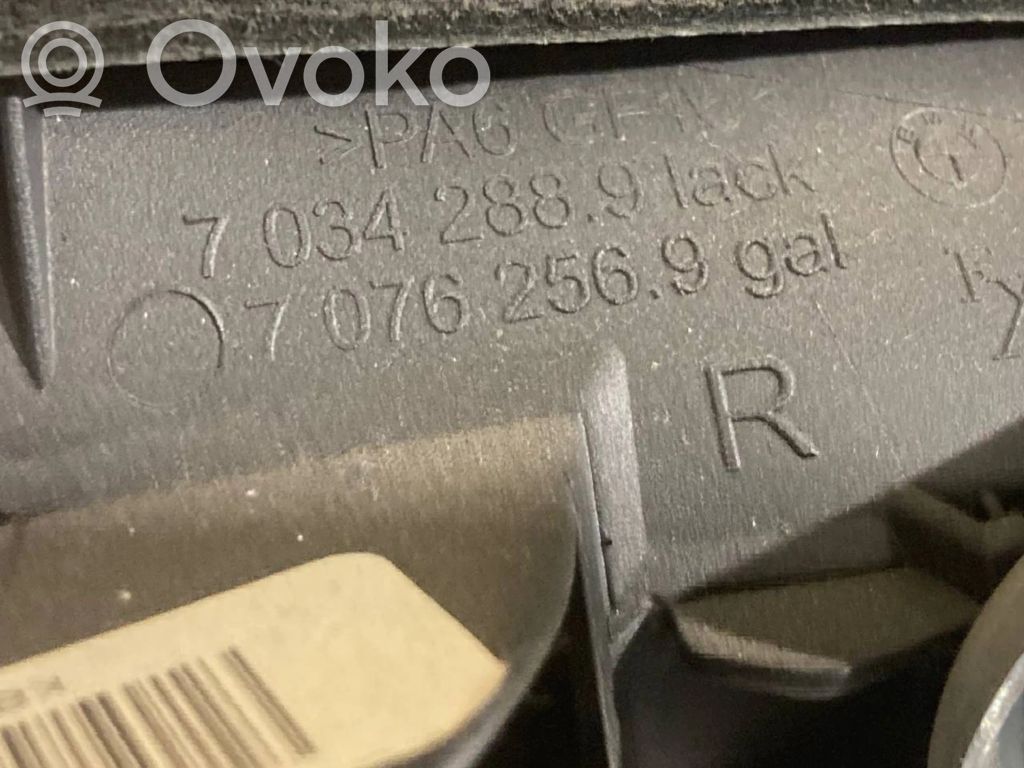 Ovoko
>PA6 GF
7 034 288.9 lack
7 076 256.9 gal
R